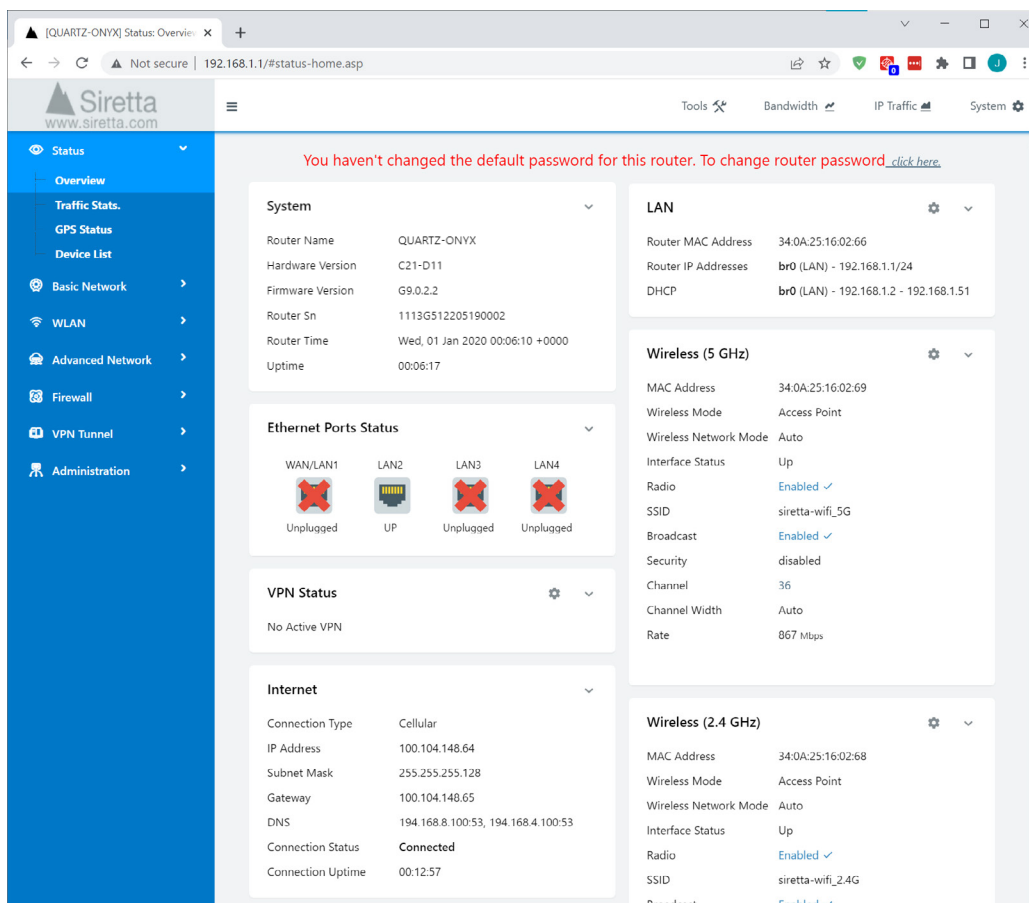 [QUARTZ-ONYX] Status: Overvie
Not secure 192.168.1.1/#status-home.asp
0
J
Siretta
www.siretta.com
Tools Bandwidth IP Traffic System
Status
Overview
Traffic Stats.
GPS Status
Device List
Basic Network
WLAN
Advanced Network
Firewall
VPN Tunnel
Administration
You haven't changed the default password for this router. To change router password click here.
System
Router Name QUARTZ-ONYX
Hardware Version C21-D11
Firmware Version G9.0.2.2
Router Sn 1113G512205190002
Router Time Wed, 01 Jan 2020 00:06:10 +0000
Uptime 00:06:17
Ethernet Ports Status
WAN/LAN1 LAN2 LAN3 LAN4
Unplugged UP Unplugged Unplugged
VPN Status
No Active VPN
Internet
Connection Type Cellular
IP Address 100.104.148.64
Subnet Mask 255.255.255.128
Gateway 100.104.148.65
DNS 194.168.8.100:53, 194.168.4.100:53
Connection Status Connected
Connection Uptime 00:12:57
LAN
Router MAC Address 34:0A:25:16:02:66
Router IP Addresses br0 (LAN) - 192.168.1.1/24
DHCP br0 (LAN) - 192.168.1.2 - 192.168.1.51
Wireless (5 GHz)
MAC Address 34:0A:25:16:02:69
Wireless Mode Access Point
Wireless Network Mode Auto
Interface Status Up
Radio Enabled
SSID siretta-wifi_5G
Broadcast Enabled
Security disabled
Channel 36
Channel Width Auto
Rate 867 Mbps
Wireless (2.4 GHz)
MAC Address 34:0A:25:16:02:68
Wireless Mode Access Point
Wireless Network Mode Auto
Interface Status Up
Radio Enabled
SSID siretta-wifi_2.4G